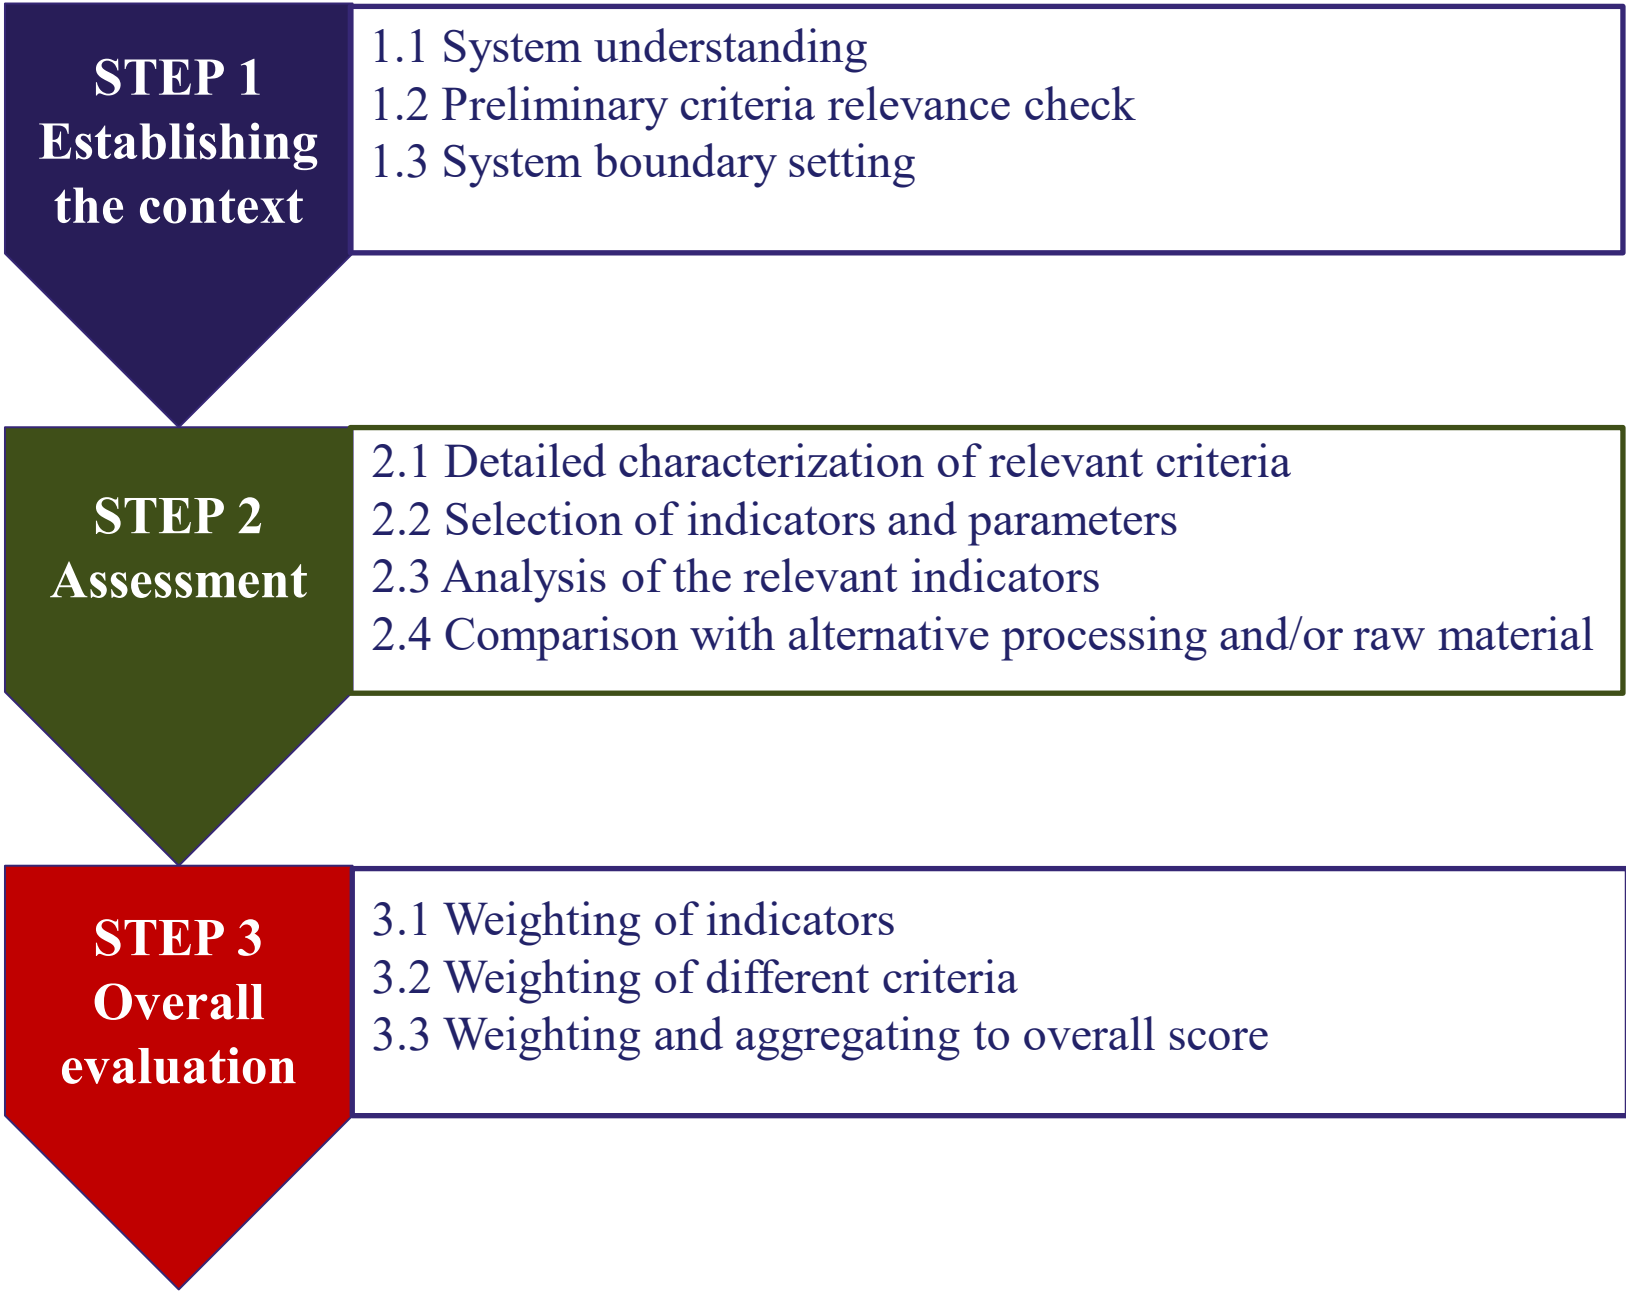 STEP 1
Establishing
the context
1.1 System understanding
1.2 Preliminary criteria relevance check
1.3 System boundary setting
STEP 2
Assessment
2.1 Detailed characterization of relevant criteria
2.2 Selection of indicators and parameters
2.3 Analysis of the relevant indicators
2.4 Comparison with alternative processing and/or raw material
STEP 3
Overall
evaluation
3.1 Weighting of indicators
3.2 Weighting of different criteria
3.3 Weighting and aggregating to overall score